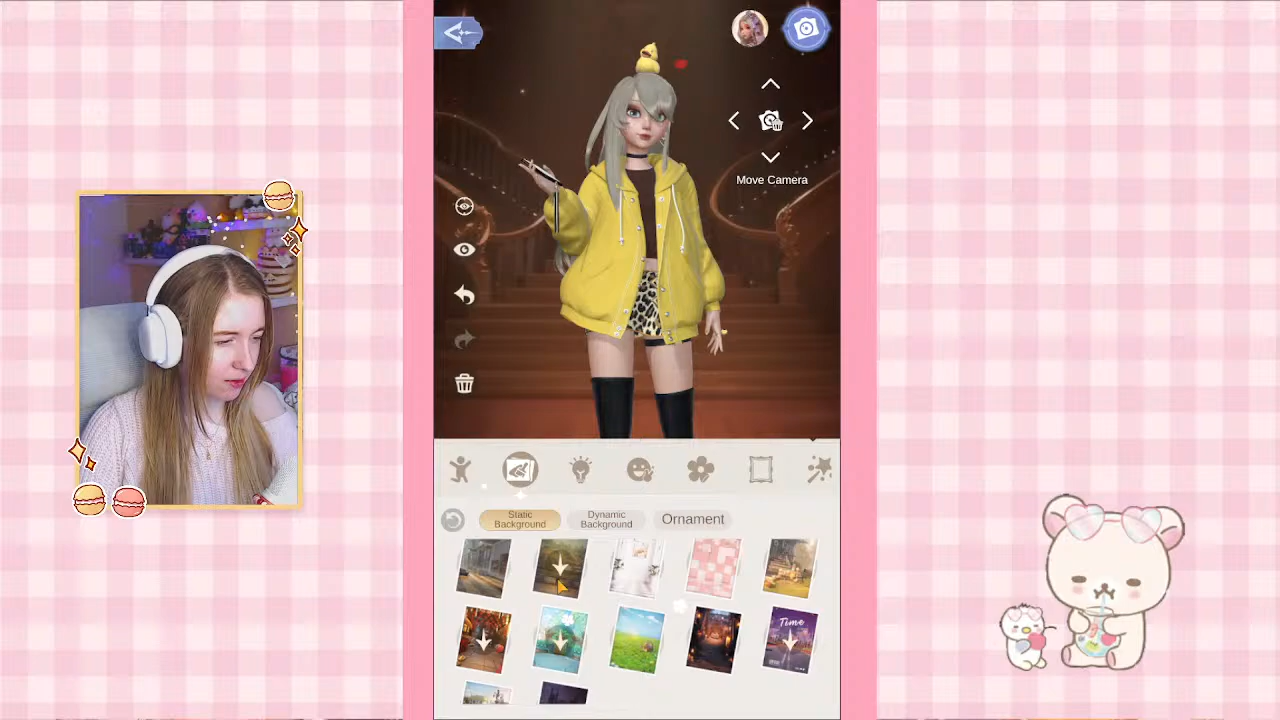 Move Camera
Static
Background
Dynamic
Background
Ornament
Time